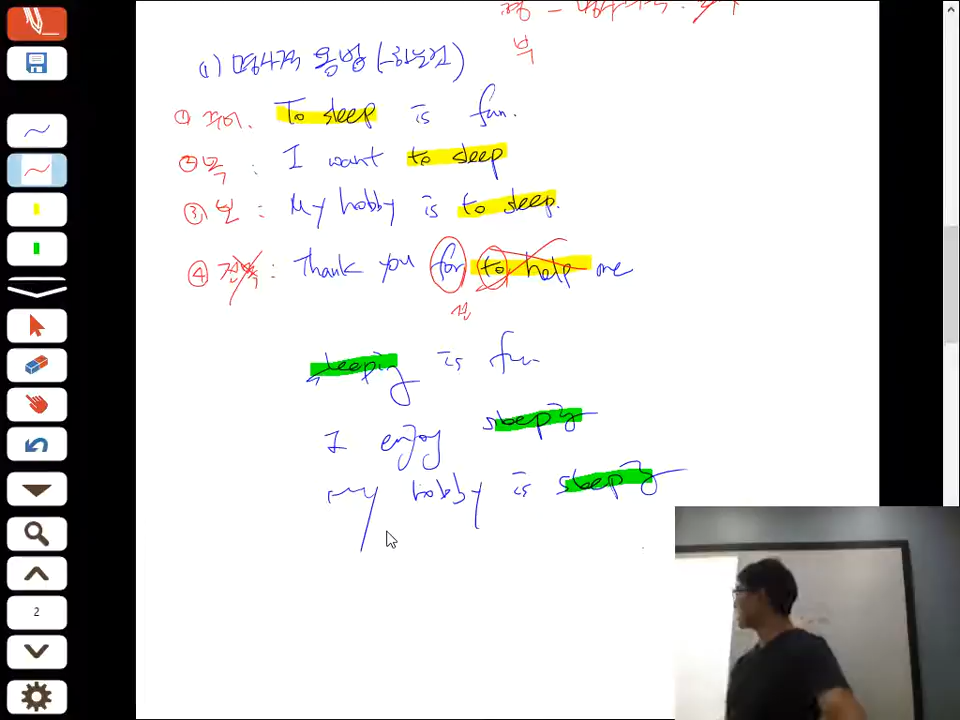 (1) 명사적 용법 (-하는것)
① 주어. To sleep is fun.
② 목 : I want to sleep
③ 보 : My hobby is to sleep.
④ 전목 : Thank you for to help me
전
sleeping is fun
I enjoy sleeping
my hobby is sleeping
2